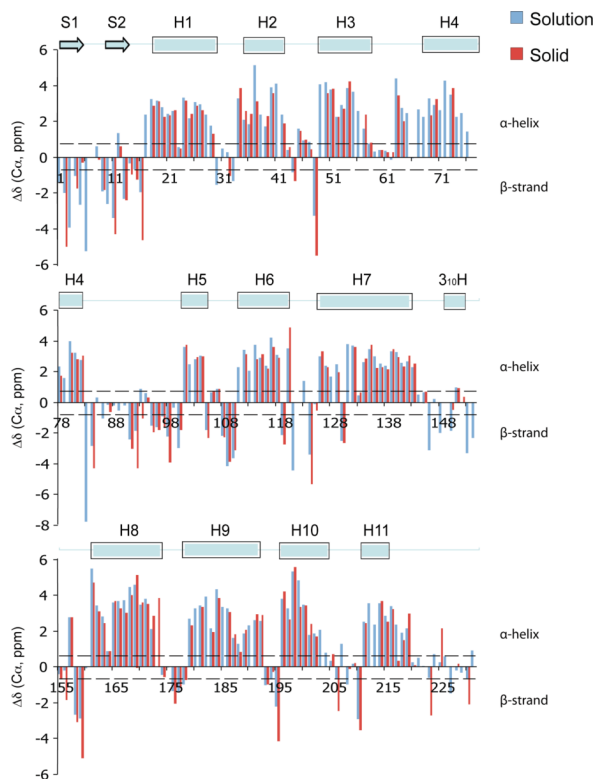 S1 S2 H1 H2 H3 H4
Solution
Solid
6
4
2
0
-2
-4
-6
Δδ (Cα, ppm)
α-helix
β-strand
1 11 21 31 41 51 61 71
H4 H5 H6 H7 3₁₀H
6
4
2
0
-2
-4
-6
-8
Δδ (Cα, ppm)
α-helix
β-strand
78 88 98 108 118 128 138 148
H8 H9 H10 H11
6
4
2
0
-2
-4
-6
Δδ (Cα, ppm)
α-helix
β-strand
155 165 175 185 195 205 215 225